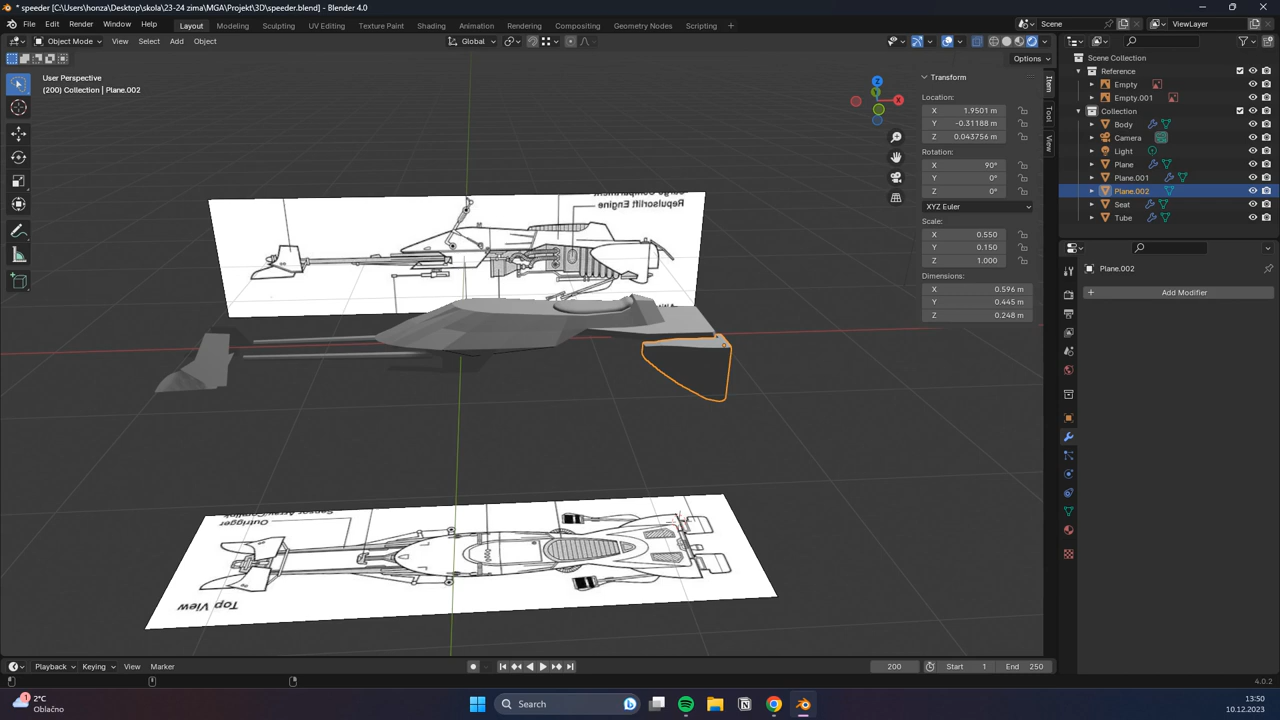 * speeder [C:\Users\honza\Desktop\skola\23-24 zima\MGA\Projekt\3D\speeder.blend] - Blender 4.0
File Edit Render Window Help Layout Modeling Sculpting UV Editing Texture Paint Shading Animation Rendering Compositing Geometry Nodes Scripting + Scene ViewLayer
Object Mode View Select Add Object Global
Options
User Perspective
(200) Collection | Plane.002
Transform
Location:
X 1.9501 m
Y -0.31188 m
Z 0.043756 m
Rotation:
X 90°
Y 0°
Z 0°
XYZ Euler
Scale:
X 0.550
Y 0.150
Z 1.000
Dimensions:
X 0.596 m
Y 0.445 m
Z 0.248 m
Item
Tool
View
Z
Y
X
Scene Collection
Reference
Empty
Empty.001
Collection
Body
Camera
Light
Plane
Plane.001
Plane.002
Seat
Tube
Plane.002
+ Add Modifier
Cargo Compartment
Repulsorlift Engine
Outrigger
Top View
Playback Keying View Marker 200 Start 1 End 250
4.0.2
1
2°C
Oblačno
Search
13:50
10.12.2023